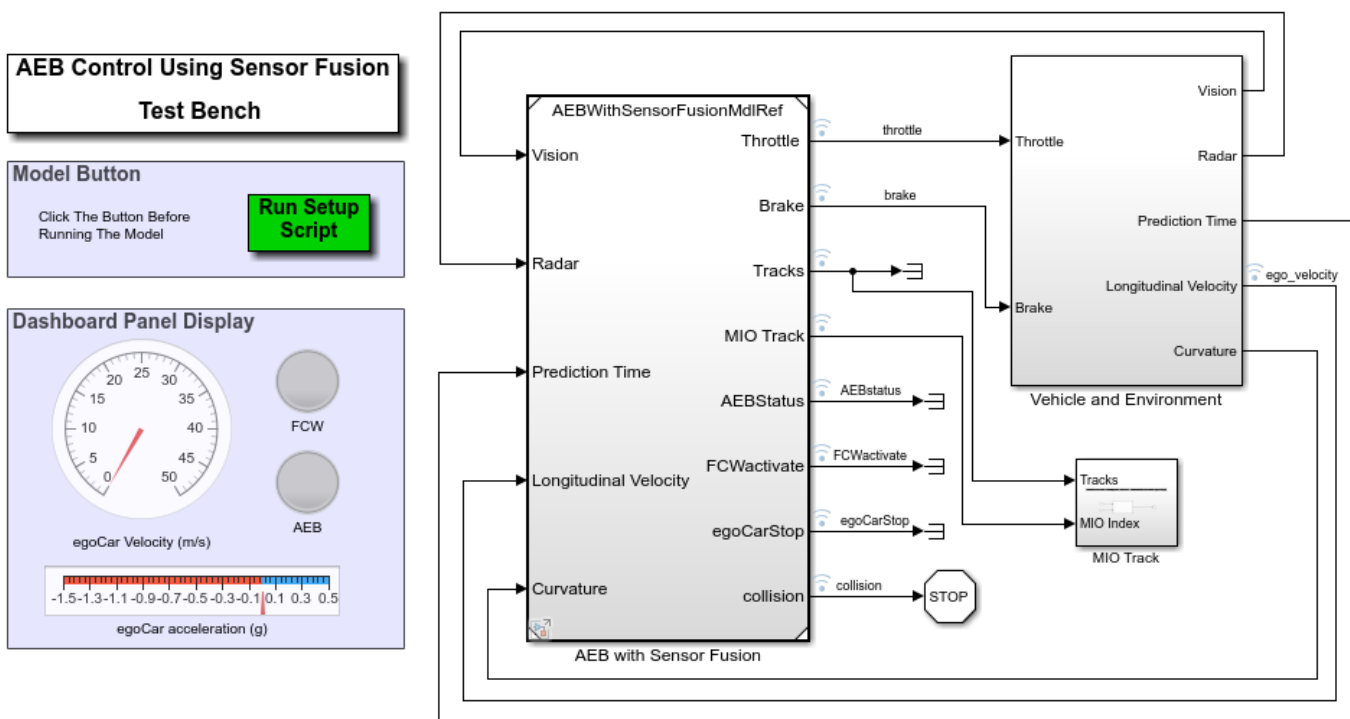 AEB Control Using Sensor Fusion
Test Bench
Model Button
Click The Button Before
Running The Model
Run Setup
Script
Dashboard Panel Display
0
5
10
15
20
25
30
35
40
45
50
egoCar Velocity (m/s)
FCW
AEB
-1.5 -1.3 -1.1 -0.9 -0.7 -0.5 -0.3 -0.1 0.1 0.3 0.5
egoCar acceleration (g)
AEBWithSensorFusionMdlRef
Vision
Radar
Prediction Time
Longitudinal Velocity
Curvature
Throttle
Brake
Tracks
MIO Track
AEBStatus
FCWactivate
egoCarStop
collision
AEB with Sensor Fusion
throttle
brake
AEBstatus
FCWactivate
egoCarStop
collision
STOP
Throttle
Brake
Vision
Radar
Prediction Time
Longitudinal Velocity
Curvature
Vehicle and Environment
ego_velocity
Tracks
MIO Index
MIO Track